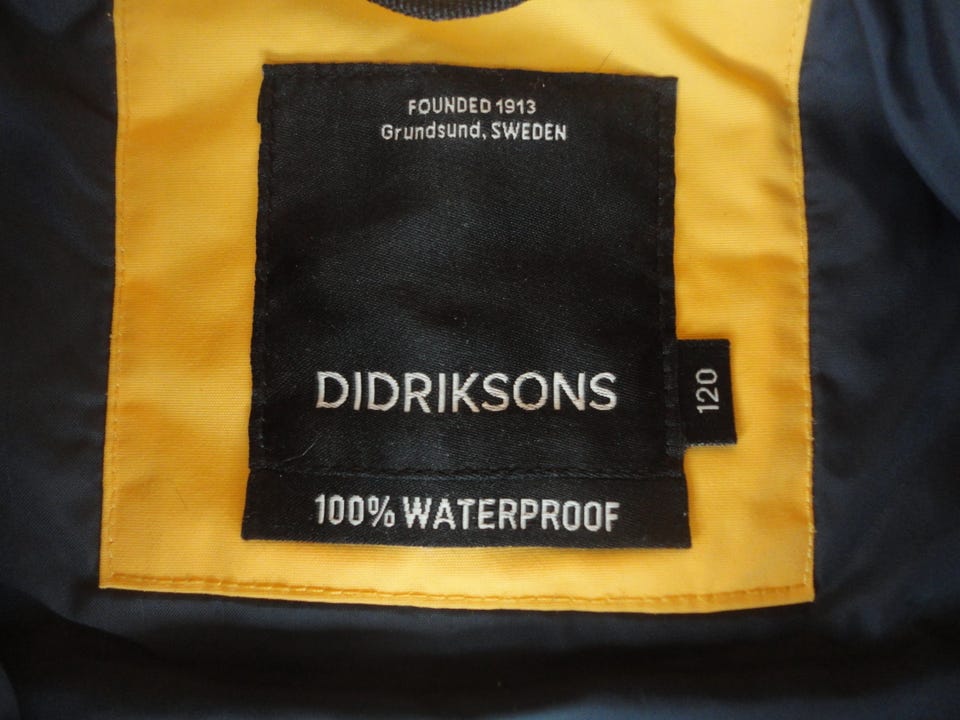 FOUNDED 1913
Grundsund, SWEDEN
DIDRIKSONS
120
100% WATERPROOF